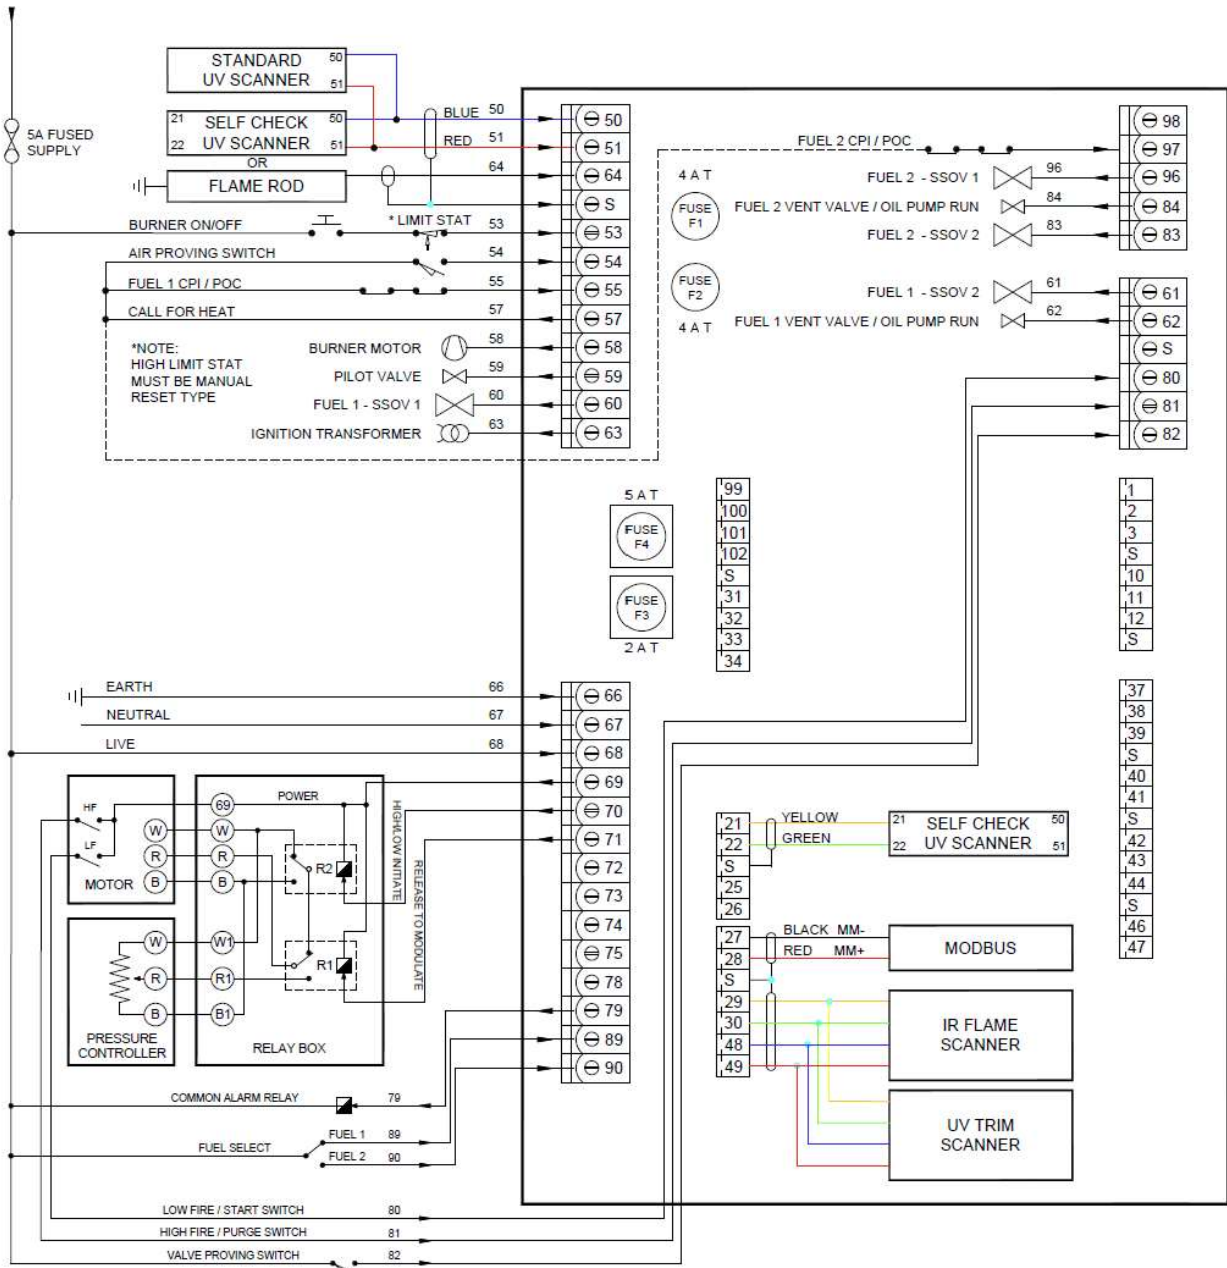 STANDARD 50
UV SCANNER 51
21 SELF CHECK 50
22 UV SCANNER 51
OR
FLAME ROD
5A FUSED
SUPPLY
BLUE 50
RED 51
64
* LIMIT STAT
BURNER ON/OFF 53
AIR PROVING SWITCH 54
FUEL 1 CPI / POC 55
CALL FOR HEAT 57
*NOTE:
HIGH LIMIT STAT
MUST BE MANUAL
RESET TYPE
BURNER MOTOR 58
PILOT VALVE 59
FUEL 1 - SSOV 1 60
IGNITION TRANSFORMER 63
50
51
64
S
53
54
55
57
58
59
60
63
FUEL 2 CPI / POC
FUEL 2 - SSOV 1 96
FUEL 2 VENT VALVE / OIL PUMP RUN 84
FUEL 2 - SSOV 2 83
4 A T
FUSE
F1
FUSE
F2
4 A T
FUEL 1 - SSOV 2 61
FUEL 1 VENT VALVE / OIL PUMP RUN 62
98
97
96
84
83
61
62
S
80
81
82
5 A T
FUSE
F4
FUSE
F3
2 A T
99
100
101
102
S
31
32
33
34
1
2
3
S
10
11
12
S
37
38
39
S
40
41
S
42
43
44
S
46
47
EARTH 66
NEUTRAL 67
LIVE 68
66
67
68
69
70
71
72
73
74
75
78
79
89
90
HF
LF
MOTOR
W
R
B
69
W
R
B
POWER
R2
R1
HIGH/LOW INITIATE
RELEASE TO MODULATE
W
R
B
W1
R1
B1
PRESSURE
CONTROLLER
RELAY BOX
21
22
S
25
26
YELLOW
GREEN
21 SELF CHECK 50
22 UV SCANNER 51
27
28
S
29
30
48
49
BLACK MM-
RED MM+
MODBUS
IR FLAME
SCANNER
UV TRIM
SCANNER
COMMON ALARM RELAY 79
FUEL SELECT
FUEL 1 89
FUEL 2 90
LOW FIRE / START SWITCH 80
HIGH FIRE / PURGE SWITCH 81
VALVE PROVING SWITCH 82